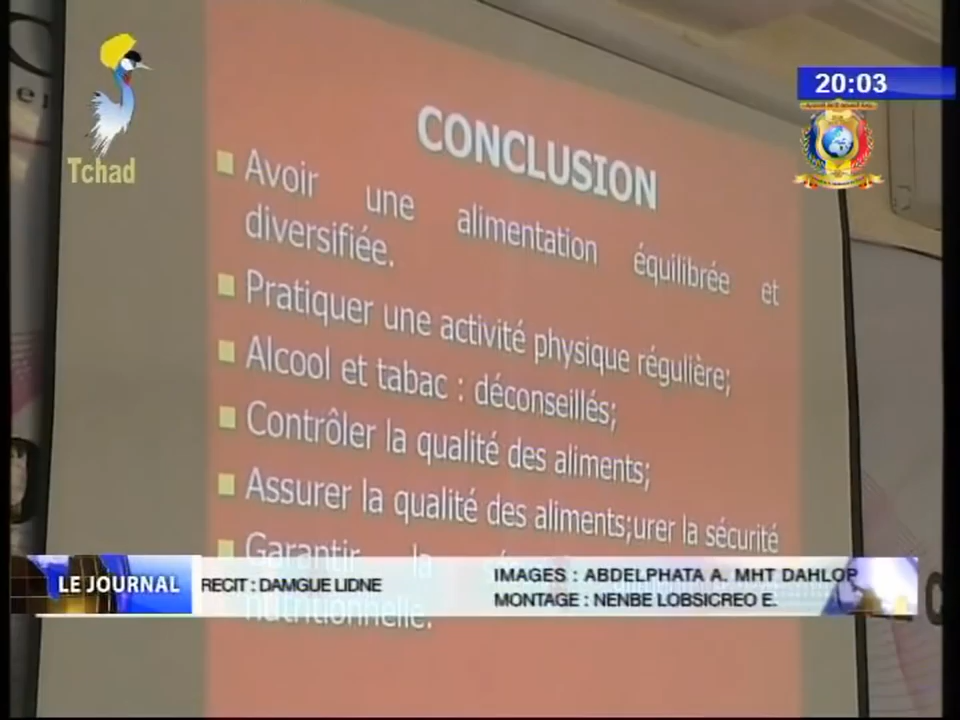 Tchad
20:03
CONCLUSION
Avoir une alimentation équilibrée et
diversifiée.
Pratiquer une activité physique régulière;
Alcool et tabac : déconseillés;
Contrôler la qualité des aliments;
Assurer la qualité des aliments;urer la sécurité
Garantir la
nutritionnelle.
LE JOURNAL
RECIT : DAMGUE LIDNE
IMAGES : ABDELPHATA A. MHT DAHLOP
MONTAGE : NENBE LOBSICREO E.